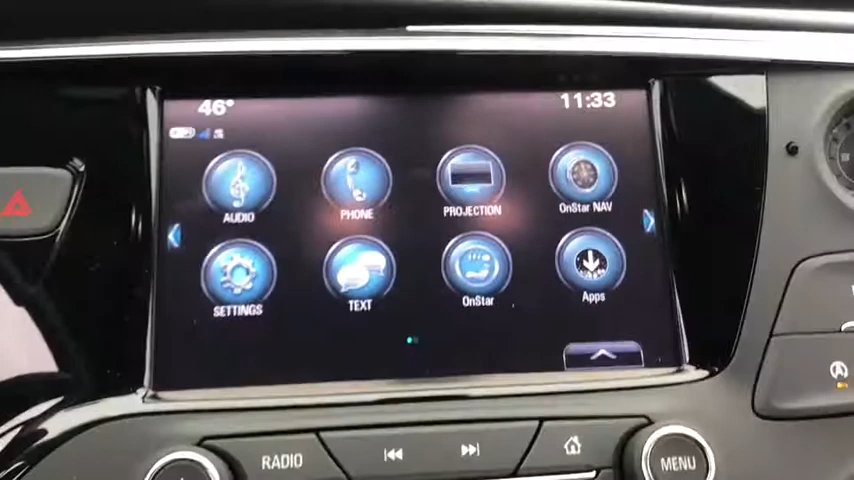 46° 11:33
AUDIO PHONE PROJECTION OnStar NAV
SETTINGS TEXT OnStar Apps
RADIO MENU